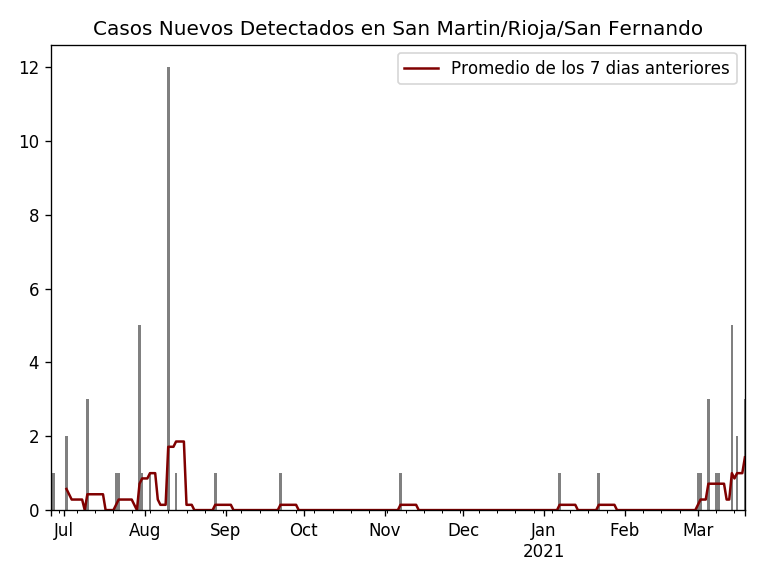 Casos Nuevos Detectados en San Martin/Rioja/San Fernando
Promedio de los 7 dias anteriores
12
10
8
6
4
2
0
Jul Aug Sep Oct Nov Dec Jan Feb Mar
2021